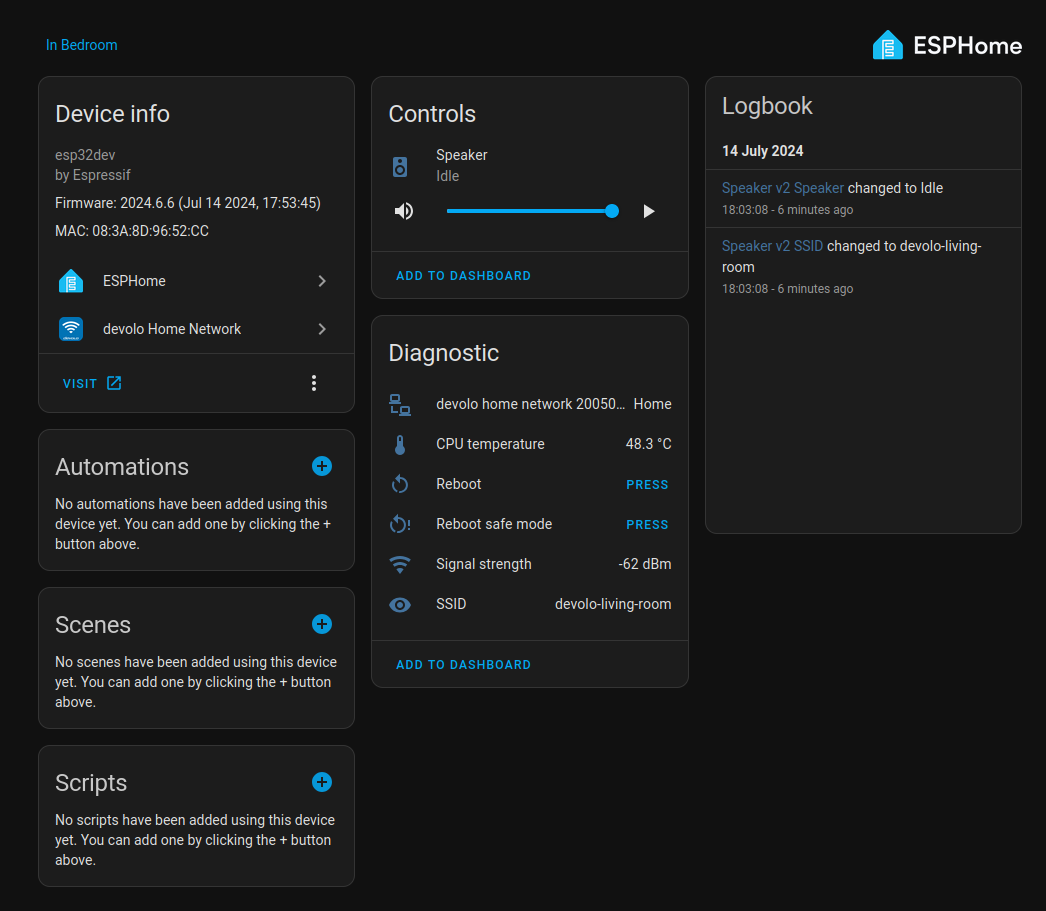 In Bedroom
ESPHome
Device info
esp32dev
by Espressif
Firmware: 2024.6.6 (Jul 14 2024, 17:53:45)
MAC: 08:3A:8D:96:52:CC
ESPHome
devolo Home Network
VISIT
Automations
No automations have been added using this
device yet. You can add one by clicking the +
button above.
Scenes
No scenes have been added using this device
yet. You can add one by clicking the + button
above.
Scripts
No scripts have been added using this device
yet. You can add one by clicking the + button
above.
Controls
Speaker
Idle
ADD TO DASHBOARD
Diagnostic
devolo home network 20050… Home
CPU temperature 48.3 °C
Reboot PRESS
Reboot safe mode PRESS
Signal strength -62 dBm
SSID devolo-living-room
ADD TO DASHBOARD
Logbook
14 July 2024
Speaker v2 Speaker changed to Idle
18:03:08 - 6 minutes ago
Speaker v2 SSID changed to devolo-living-
room
18:03:08 - 6 minutes ago